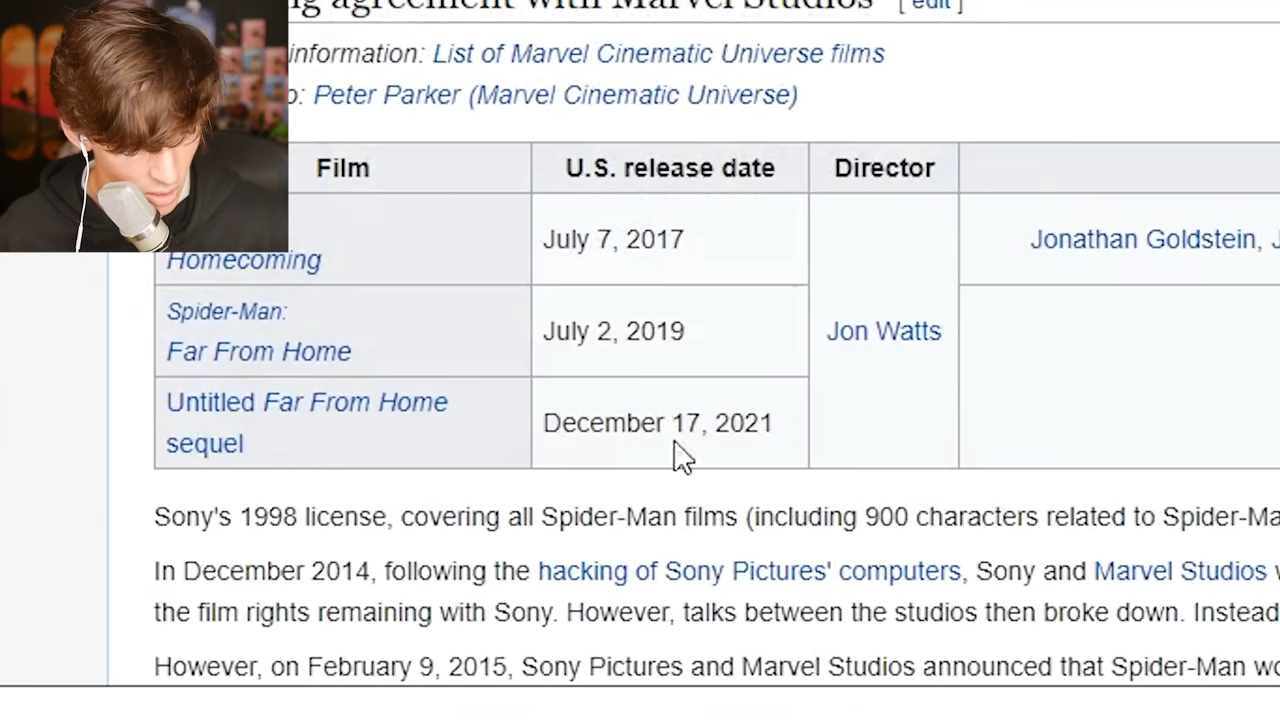 agreement with Marvel Studios [ edit ]
information: List of Marvel Cinematic Universe films
Peter Parker (Marvel Cinematic Universe)
Film U.S. release date Director
Homecoming July 7, 2017 Jonathan Goldstein, J
Spider-Man:
Far From Home July 2, 2019 Jon Watts
Untitled Far From Home
sequel December 17, 2021
Sony's 1998 license, covering all Spider-Man films (including 900 characters related to Spider-Ma
In December 2014, following the hacking of Sony Pictures' computers, Sony and Marvel Studios
the film rights remaining with Sony. However, talks between the studios then broke down. Instead
However, on February 9, 2015, Sony Pictures and Marvel Studios announced that Spider-Man wo